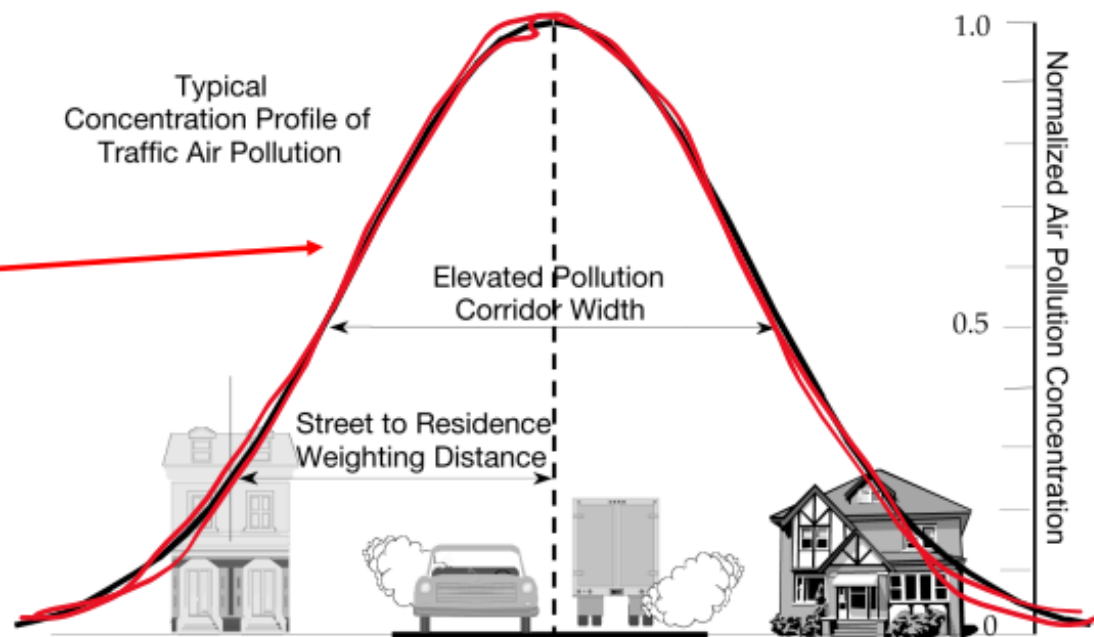 Typical
Concentration Profile of
Traffic Air Pollution
Elevated Pollution
Corridor Width
Street to Residence
Weighting Distance
1.0
0.5
0
Normalized Air Pollution Concentration